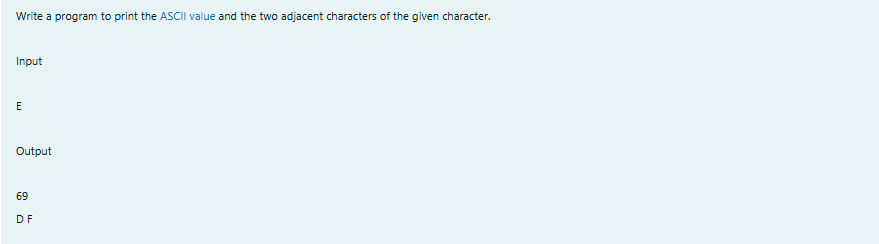 Write a program to print the ASCII value and the two adjacent characters of the given character.
Input
E
Output
69
D F